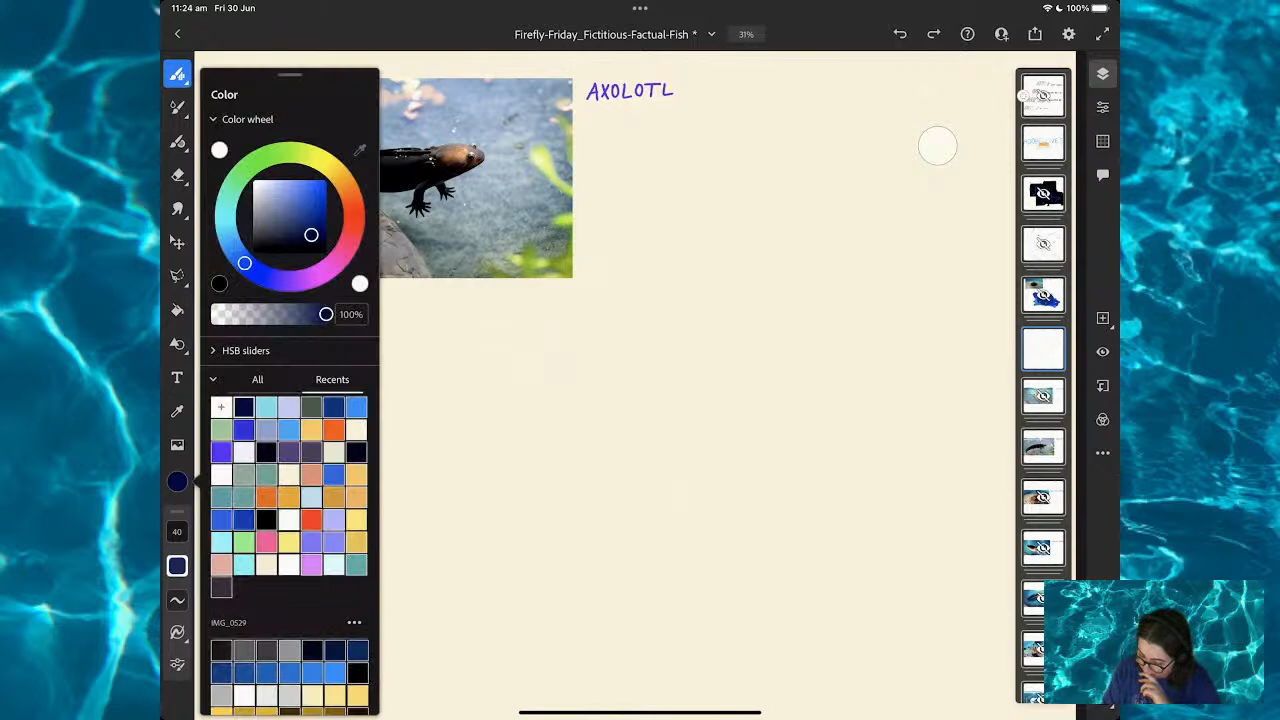 11:24 am Fri 30 Jun
100%
Firefly-Friday_Fictitious-Factual-Fish *
31%
Color
AXOLOTL
Color wheel
100%
HSB sliders
All Recents
40
IMG_0529